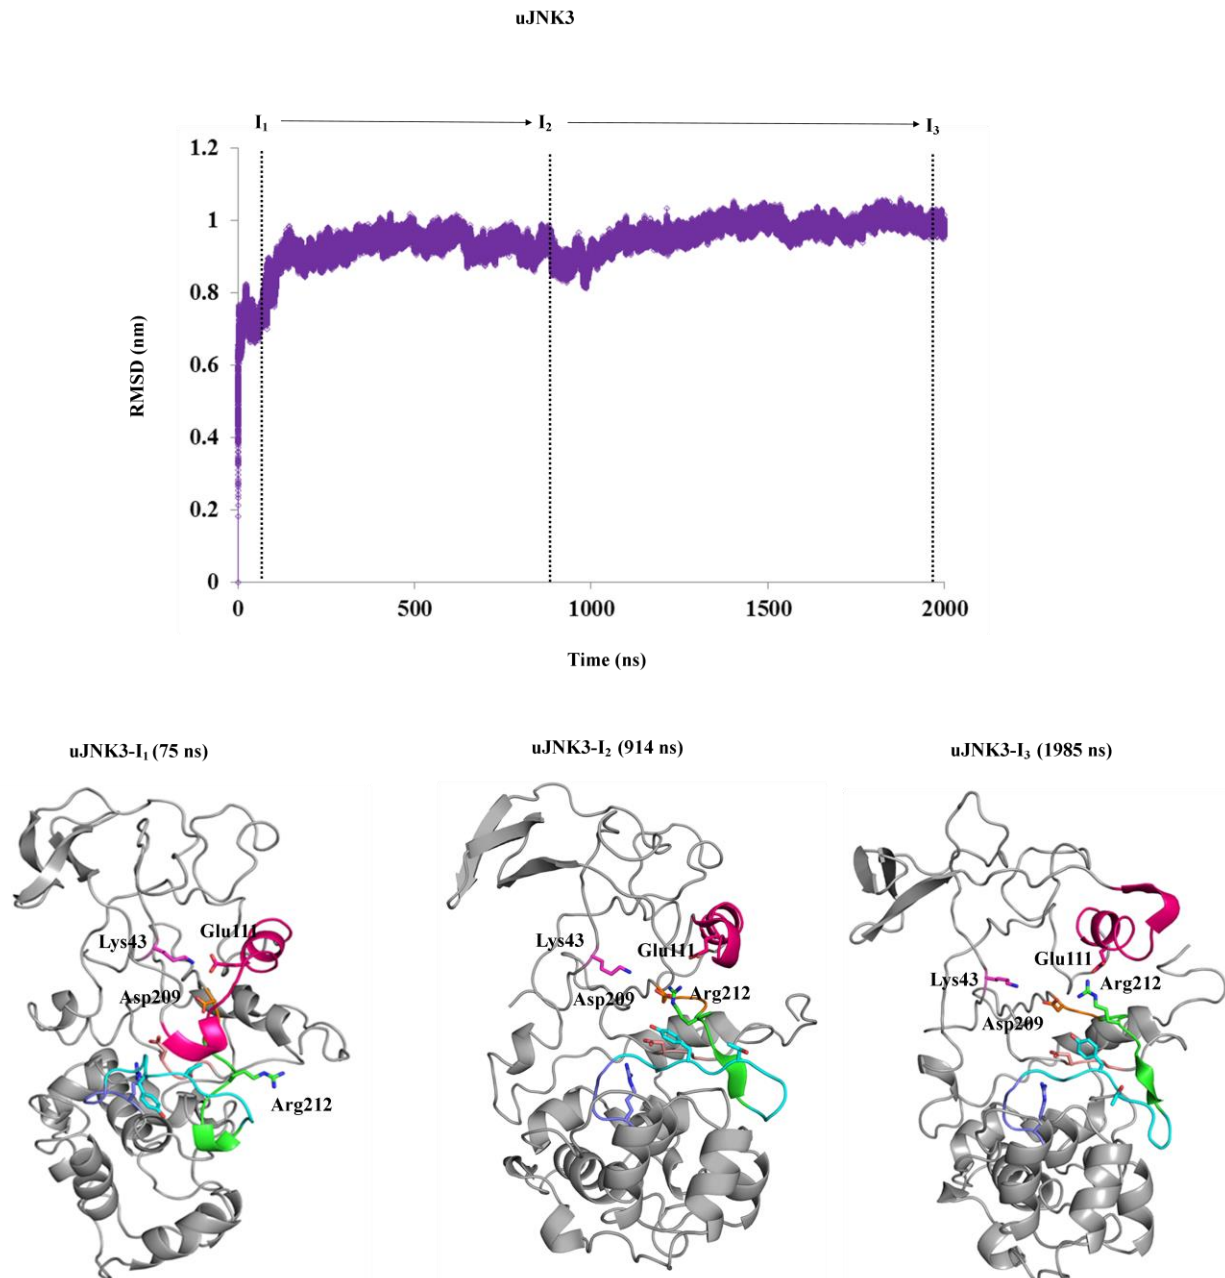 uJNK3
I₁ I₂ I₃
1.2
1
0.8
0.6
0.4
0.2
0
RMSD (nm)
0 500 1000 1500 2000
Time (ns)
uJNK3-I₁ (75 ns) uJNK3-I₂ (914 ns) uJNK3-I₃ (1985 ns)
Lys43 Glu111
Asp209
Arg212
Lys43 Glu111
Asp209 Arg212
Glu111
Lys43 Arg212
Asp209